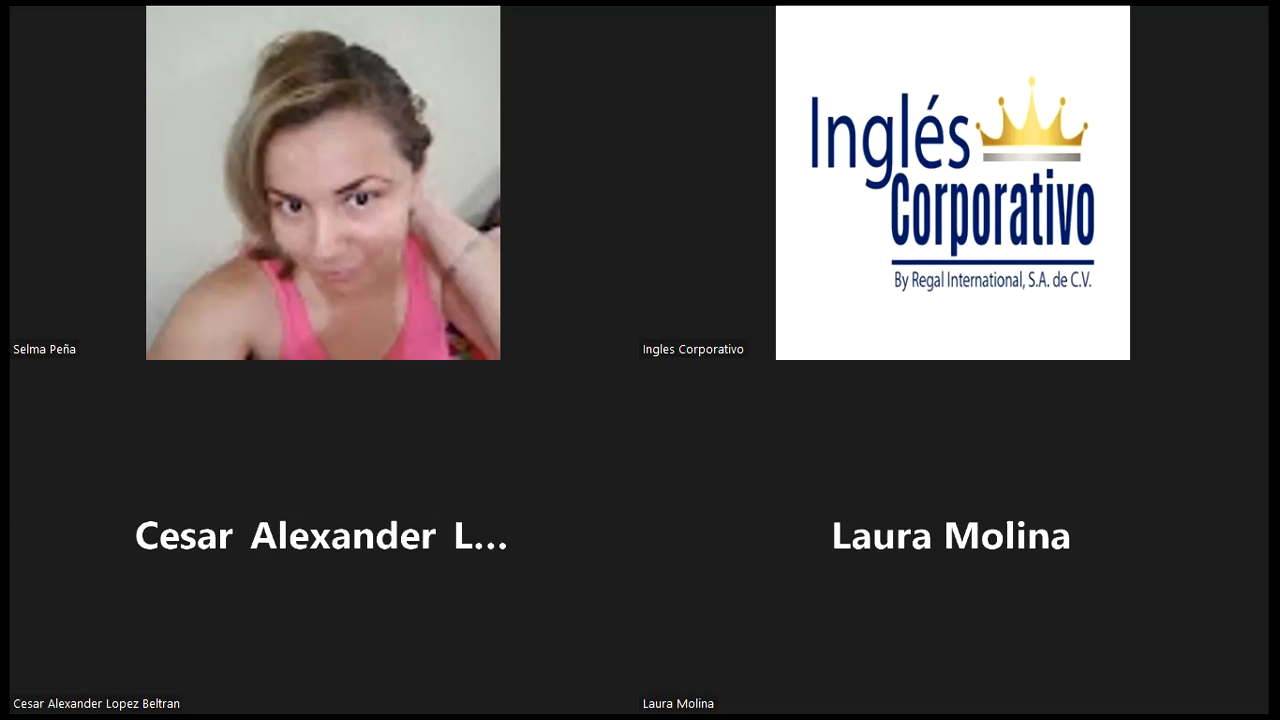 Inglés
Corporativo
By Regal International, S.A. de C.V.
Selma Peña
Ingles Corporativo
Cesar Alexander L...
Laura Molina
Cesar Alexander Lopez Beltran
Laura Molina